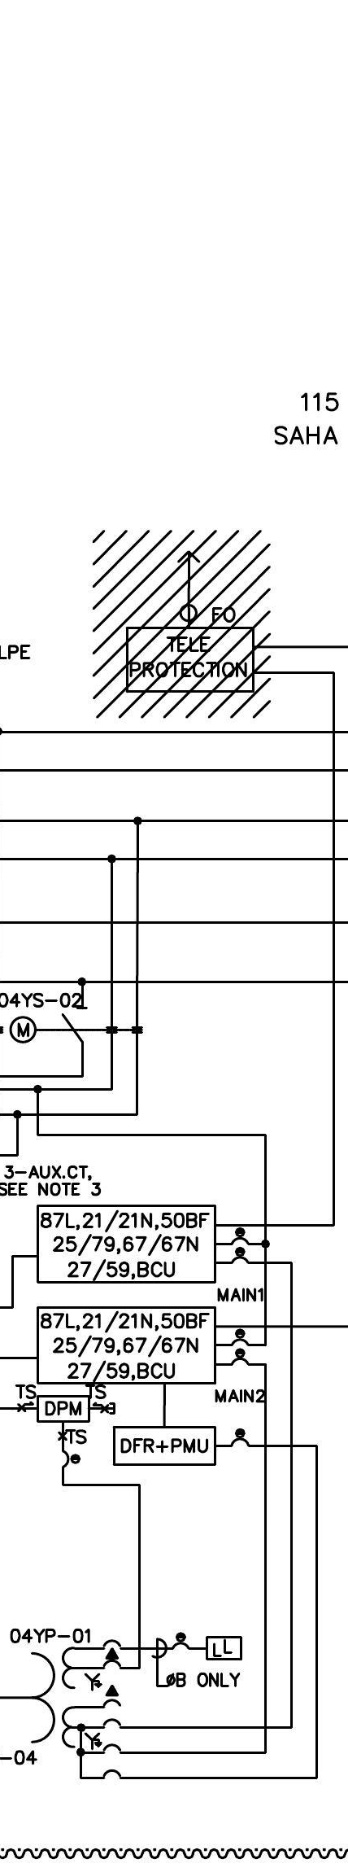 115
SAHA
FO
TELE
PROTECTION
LPE
04YS-02
M
3-AUX.CT,
SEE NOTE 3
87L,21/21N,50BF
25/79,67/67N
27/59,BCU
MAIN1
87L,21/21N,50BF
25/79,67/67N
27/59,BCU
MAIN2
TS TS
DPM
TS
DFR+PMU
04YP-01
LL
Y
øB ONLY
Y
-04